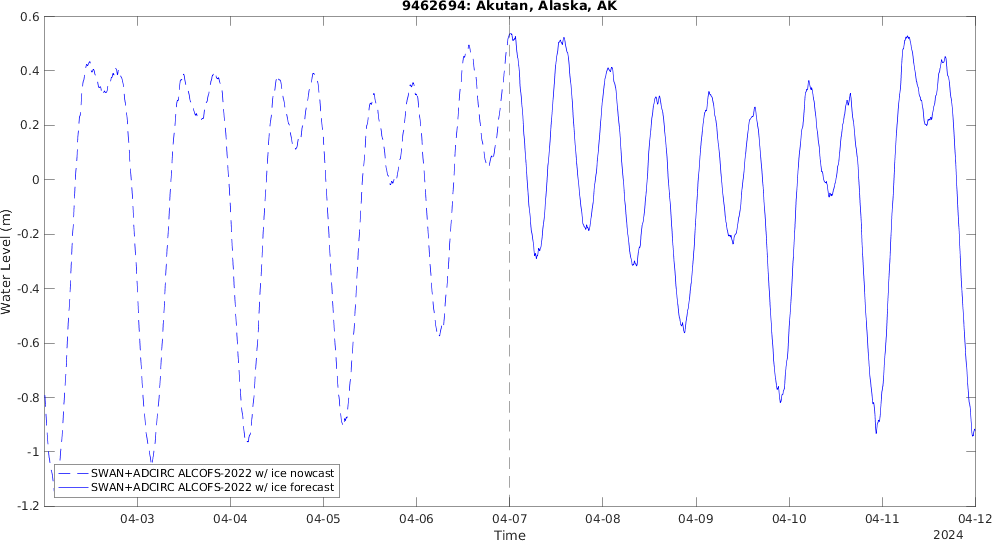 9462694: Akutan, Alaska, AK
0.6
0.4
0.2
0
-0.2
-0.4
-0.6
-0.8
-1
-1.2
Water Level (m)
SWAN+ADCIRC ALCOFS-2022 w/ ice nowcast
SWAN+ADCIRC ALCOFS-2022 w/ ice forecast
04-03 04-04 04-05 04-06 04-07 04-08 04-09 04-10 04-11 04-12
Time
2024